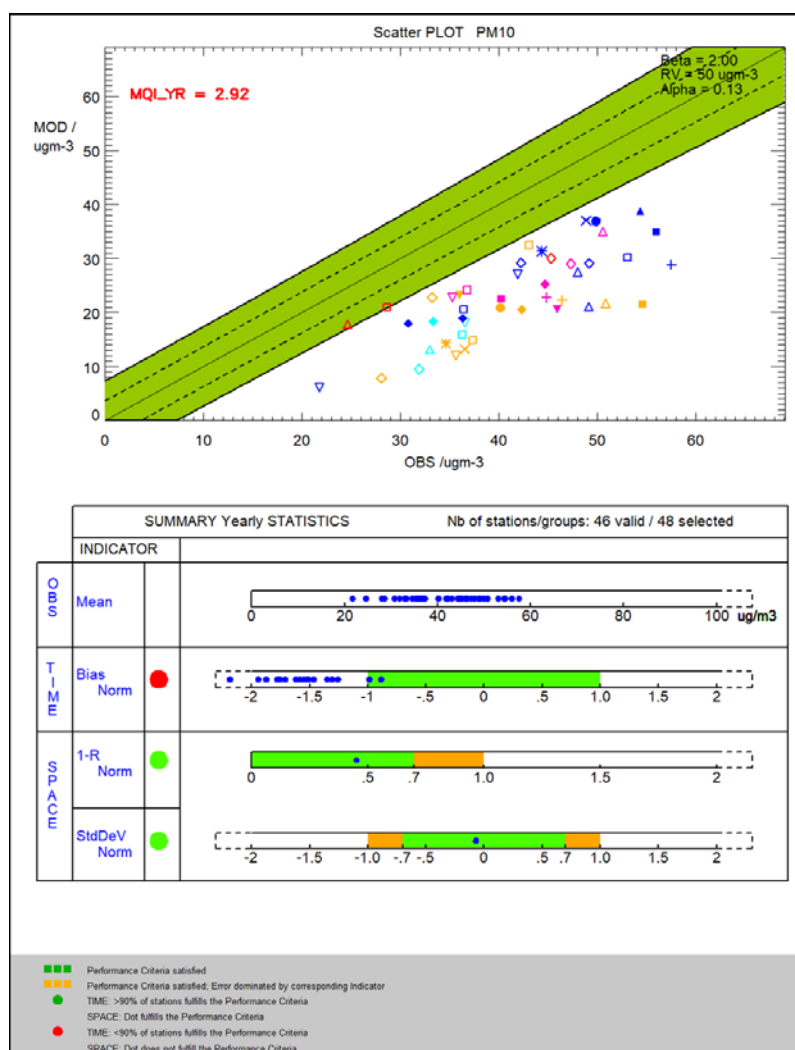 Scatter PLOT PM10
Beta = 2.00
RV = 50 ugm-3
Alpha = 0.13
MQI_YR = 2.92
MOD /
ugm-3
60
50
40
30
20
10
0
0 10 20 30 40 50 60
OBS /ugm-3
SUMMARY Yearly STATISTICS Nb of stations/groups: 46 valid / 48 selected
INDICATOR
OBS
Mean
0 20 40 60 80 100 ug/m3
TIME
Bias
Norm
-2 -1.5 -1 -.5 0 .5 1.0 1.5 2
SPACE
1-R
Norm
0 .5 .7 1.0 1.5 2
StdDeV
Norm
-2 -1.5 -1.0 -.7 -.5 0 .5 .7 1.0 1.5 2
Performance Criteria satisfied
Performance Criteria satisfied; Error dominated by corresponding Indicator
TIME: >90% of stations fulfills the Performance Criteria
SPACE: Dot fulfills the Performance Criteria
TIME: <90% of stations fulfills the Performance Criteria
SPACE: Dot does not fulfill the Performance Criteria